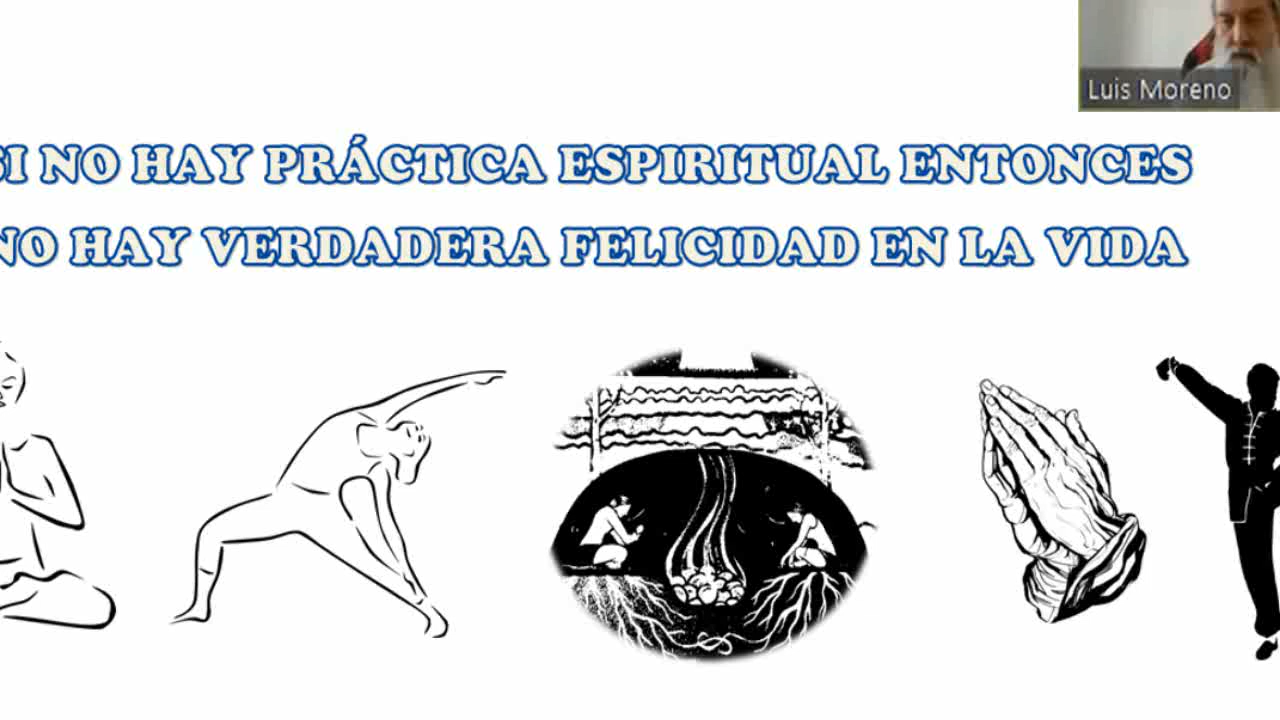 Luis Moreno
SI NO HAY PRÁCTICA ESPIRITUAL ENTONCES
NO HAY VERDADERA FELICIDAD EN LA VIDA